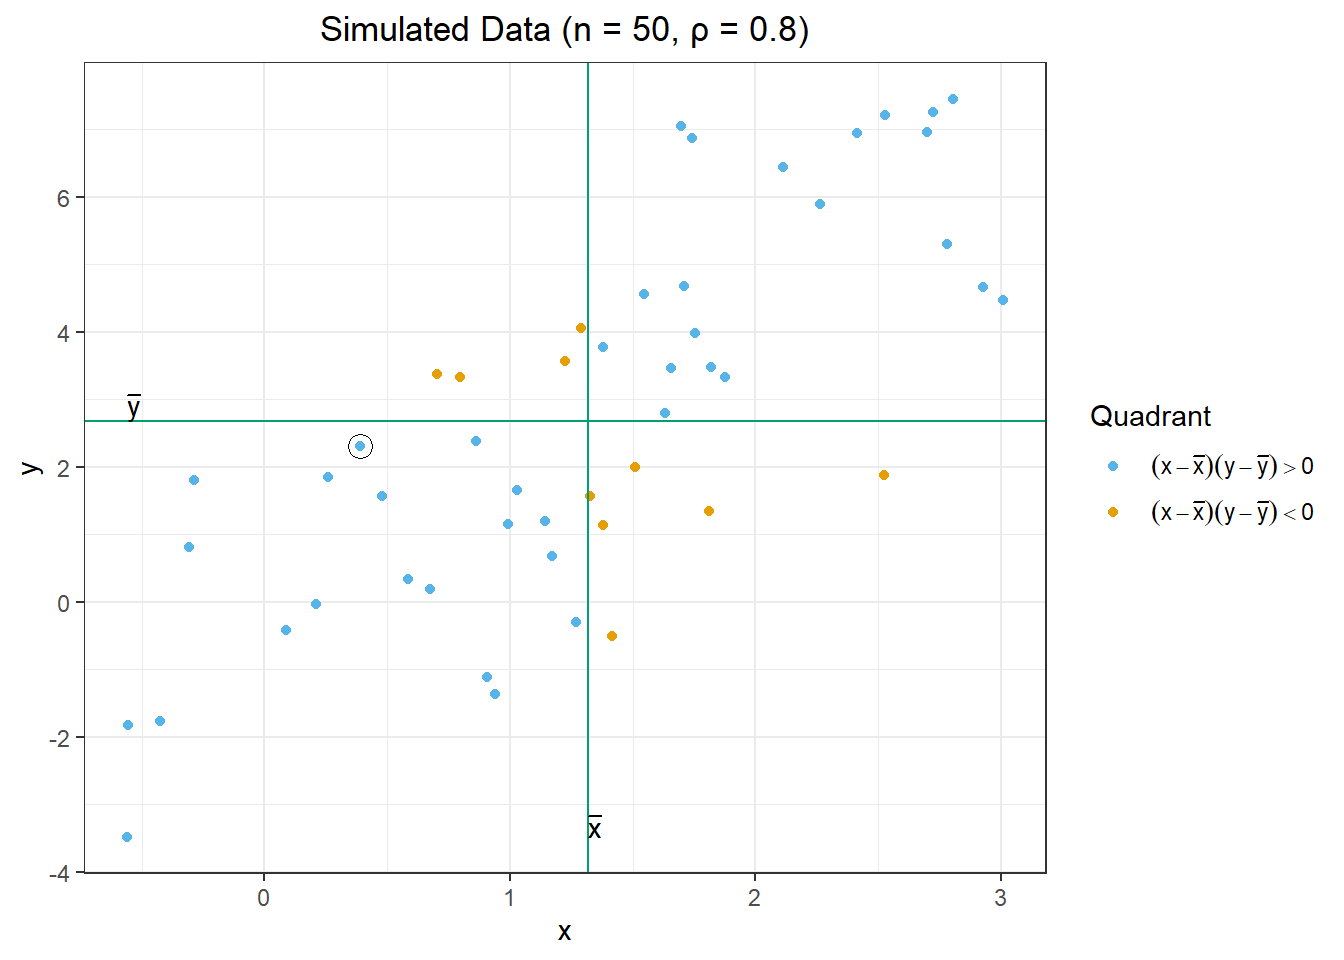 Simulated Data (n = 50, ρ = 0.8)
6
4
2
0
-2
-4
y
y̅
x̅
0
1
2
3
x
Quadrant
(x − x̅)(y − y̅) > 0
(x − x̅)(y − y̅) < 0